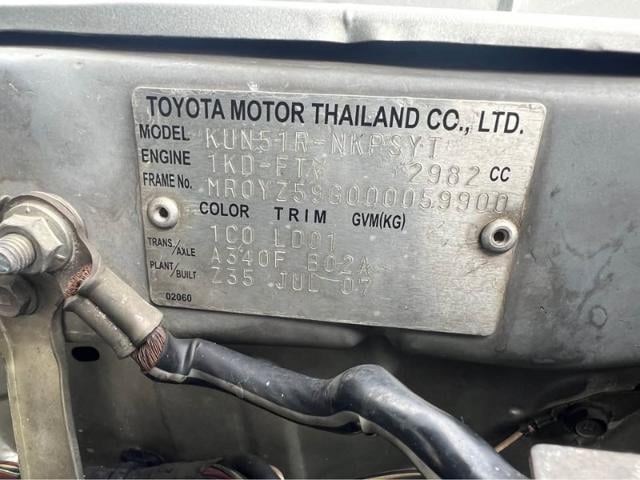 TOYOTA MOTOR THAILAND CO., LTD.
MODEL KUN51R-NKPSYT
ENGINE 1KD-FTV 2982 CC
FRAME No. MR0YZ59G000059900
COLOR TRIM GVM(KG)
1C0 LD01
TRANS/AXLE A340F B02A
PLANT/BUILT Z35 JUL 07
02060